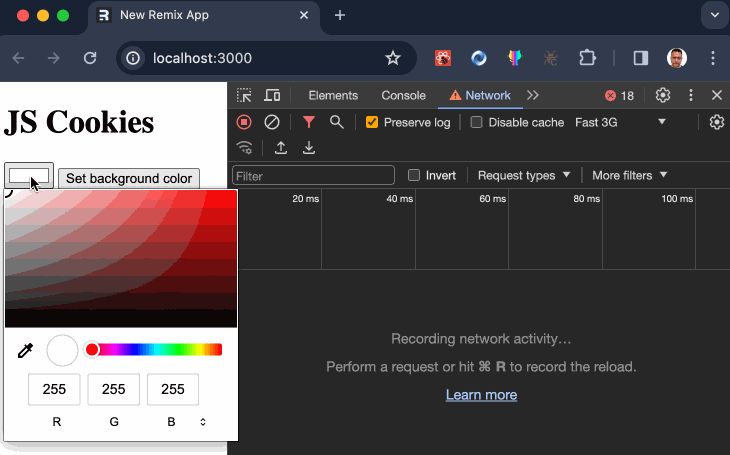 New Remix App
localhost:3000
JS Cookies
Set background color
255 255 255
R G B
Elements Console Network 18
Preserve log Disable cache Fast 3G
Filter Invert Request types More filters
20 ms 40 ms 60 ms 80 ms 100 ms
Recording network activity…
Perform a request or hit ⌘ R to record the reload.
Learn more